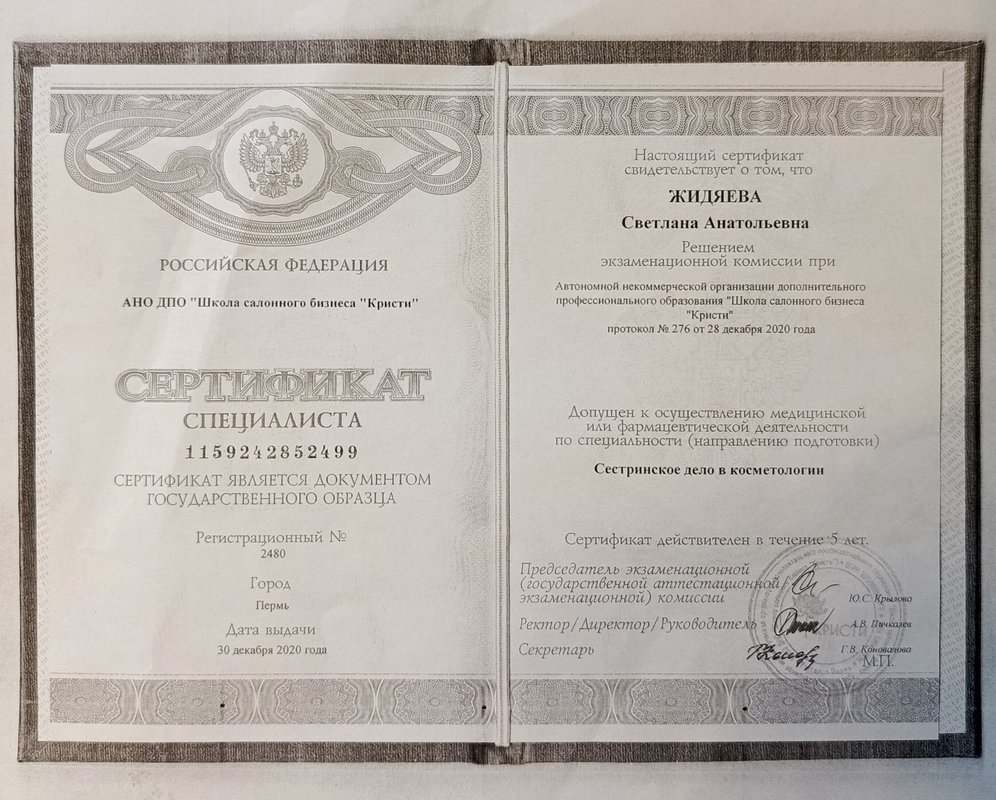 РОССИЙСКАЯ ФЕДЕРАЦИЯ
АНО ДПО "Школа салонного бизнеса "Кристи"
СЕРТИФИКАТ
СПЕЦИАЛИСТА
1159242852499
СЕРТИФИКАТ ЯВЛЯЕТСЯ ДОКУМЕНТОМ
ГОСУДАРСТВЕННОГО ОБРАЗЦА
Регистрационный №
2480
Город
Пермь
Дата выдачи
30 декабря 2020 года
Настоящий сертификат
свидетельствует о том, что
ЖИДЯЕВА
Светлана Анатольевна
Решением
экзаменационной комиссии при
Автономной некоммерческой организации дополнительного
профессионального образования "Школа салонного бизнеса
"Кристи"
протокол № 276 от 28 декабря 2020 года
Допущен к осуществлению медицинской
или фармацевтической деятельности
по специальности (направлению подготовки)
Сестринское дело в косметологии
Сертификат действителен в течение 5 лет.
Председатель экзаменационной
(государственной аттестационной
экзаменационной) комиссии
Ю.С. Крылова
Ректор/Директор/Руководитель
А.В. Пичкалев
Секретарь
Г.В. Коновалова
М.П.
КРИСТИ